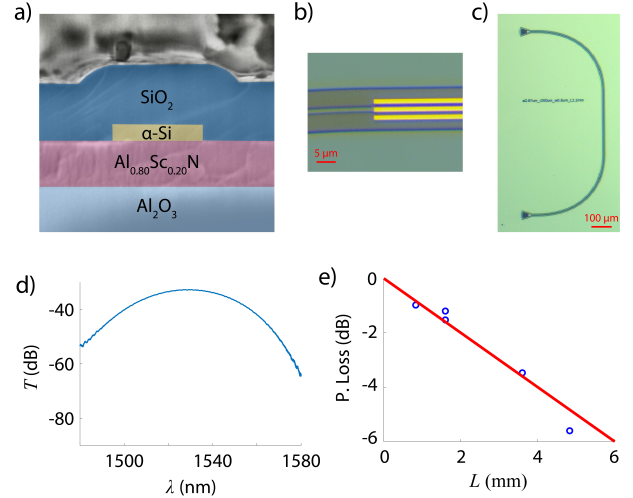 a)
SiO₂
α-Si
Al₀.₈₀Sc₀.₂₀N
Al₂O₃
b)
5 μm
c)
100 μm
d)
-40
-60
-80
T (dB)
1500
1540
1580
λ (nm)
e)
0
-2
-4
-6
P. Loss (dB)
0
2
4
6
L (mm)